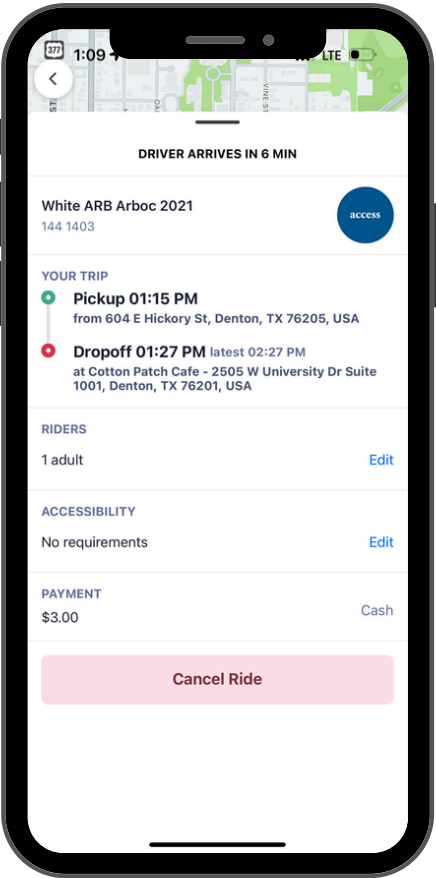 377
1:09
LTE
VINE ST
DRIVER ARRIVES IN 6 MIN
White ARB Arboc 2021
144 1403
access
YOUR TRIP
Pickup 01:15 PM
from 604 E Hickory St, Denton, TX 76205, USA
Dropoff 01:27 PM latest 02:27 PM
at Cotton Patch Cafe - 2505 W University Dr Suite
1001, Denton, TX 76201, USA
RIDERS
1 adult
Edit
ACCESSIBILITY
No requirements
Edit
PAYMENT
$3.00
Cash
Cancel Ride